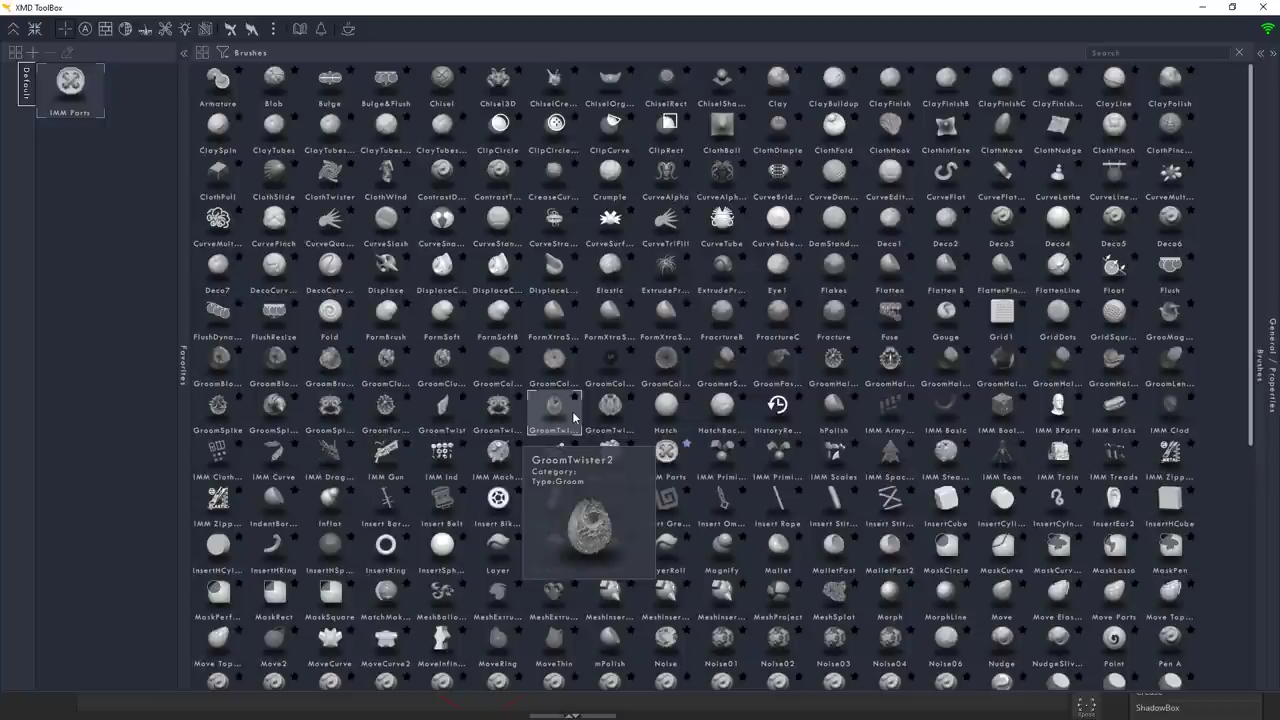 XMD ToolBox
Brushes
Search
Default
IMM Parts
Favorites
General / Properties
Brushes
Armature Blob Bulge Bulge&Flush Chisel Chisel3D ChiselCre... ChiselOrg... ChiselRect ChiselSha... Clay ClayBuildup ClayFinish ClayFinishB ClayFinishC ClayFinish... ClayLine ClayPolish
ClaySpin ClayTubes ClayTubes... ClayTubes... ClayTubes... ClipCircle ClipCircle... ClipCurve ClipRect ClothBall ClothDimple ClothFold ClothHook ClothInflate ClothMove ClothNudge ClothPinch ClothPinc...
ClothPull ClothSlide ClothTwister ClothWind ContrastD... ContrastT... CreaseCur... Crumple CurveAlpha CurveAlph... CurveBrid... CurveDam... CurveEdit... CurveFlat CurveFlat... CurveLathe CurveLine... CurveMult...
CurveMult... CurvePinch CurveQua... CurveSlash CurveSna... CurveStan... CurveStra... CurveSurf... CurveTriFill CurveTube CurveTube... DamStand... Deco1 Deco2 Deco3 Deco4 Deco5 Deco6
Deco7 DecoCurv... DecoCurv... Displace DisplaceC... DisplaceC... DisplaceL... Elastic ExtrudePr... ExtrudePr... Eye1 Flakes Flatten Flatten B FlattenFin... FlattenLine Float Flush
FlushDyna... FlushResize Fold FormBrush FormSoft FormSoftB FormXtraS... FormXtraS... FormXtraS... FracrtureB FracrtureC Fracture Fuse Gouge Grid1 GridDots GridSqur... GrooMag...
GroomBlo... GroomBlo... GroomBru... GroomClu... GroomClu... GroomCol... GroomCol... GroomCol... GroomCol... GroomerS... GroomFas... GroomHai... GroomHai... GroomHai... GroomHai... GroomHai... GroomHai... GroomLen...
GroomSpike GroomSpi... GroomSpi... GroomTur... GroomTwist GroomTwi... GroomTwi... GroomTwi... Hatch HatchBac... HistoryRe... hPolish IMM Army... IMM Basic IMM Bool... IMM BParts IMM Bricks IMM Clod
IMM Cloth... IMM Curve IMM Drag... IMM Gun IMM Ind IMM Mach... Parts IMM Primi... IMM Primi... IMM Scales IMM Spac... IMM Stea... IMM Toon IMM Train IMM Treads IMM Zipp...
GroomTwister2
Category:
Type:Groom
IMM Zipp... IndentBor... Inflat Insert Bar... Insert Belt Insert Blk... Insert Gre... Insert Om... Insert Rope Insert Stit... Insert Stit... InsertCube InsertCyli... InsertCyln... InsertEar2 InsertHCube
InsertHCyl... InsertHRing InsertHSp... InsertRing InsertSph... Layer yerRoll Magnify Mallet MalletFast MalletFast2 MaskCircle MaskCurve MaskCurv... MaskLasso MaskPen
MaskPerf... MaskRect MaskSquare MatchMak... MeshBallo... MeshExtru... MeshExtru... MeshInser... MeshInser... MeshInser... MeshProject MeshSplat Morph MorphLine Move Move Elas... Move Parts Move Top...
Move Top... Move2 MoveCurve MoveCurve2 MoveInfin... MoveRing MoveThin mPolish Noise Noise01 Noise02 Noise03 Noise04 Noise06 Nudge NudgeSliv... Point Pen A
Xpose
ShadowBox